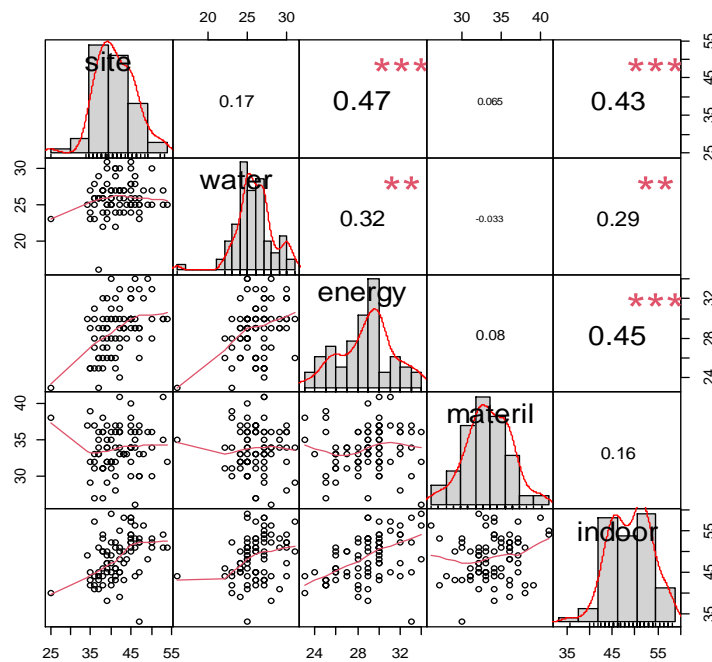 20 25 30
30 35 40
site
0.17
***
0.47
0.065
***
0.43
25 35 45 55
20 25 30
water
**
0.32
-0.033
**
0.29
energy
0.08
***
0.45
24 28 32
30 35 40
materil
0.16
indoor
35 45 55
25 35 45 55
24 28 32
35 45 55